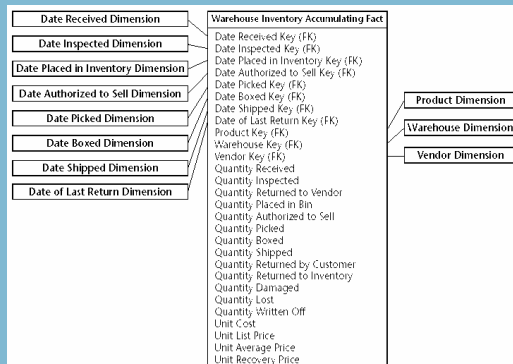 Date Received Dimension
Date Inspected Dimension
Date Placed in Inventory Dimension
Date Authorized to Sell Dimension
Date Picked Dimension
Date Boxed Dimension
Date Shipped Dimension
Date of Last Return Dimension
Warehouse Inventory Accumulating Fact
Date Received Key (FK)
Date Inspected Key (FK)
Date Placed in Inventory Key (FK)
Date Authorized to Sell Key (FK)
Date Picked Key (FK)
Date Boxed Key (FK)
Date Shipped Key (FK)
Date of Last Return Key (FK)
Product Key (FK)
Warehouse Key (FK)
Vendor Key (FK)
Quantity Received
Quantity Inspected
Quantity Returned to Vendor
Quantity Placed in Bin
Quantity Authorized to Sell
Quantity Picked
Quantity Boxed
Quantity Shipped
Quantity Returned by Customer
Quantity Returned to Inventory
Quantity Damaged
Quantity Lost
Quantity Written Off
Unit Cost
Unit List Price
Unit Average Price
Unit Recovery Price
Product Dimension
Warehouse Dimension
Vendor Dimension